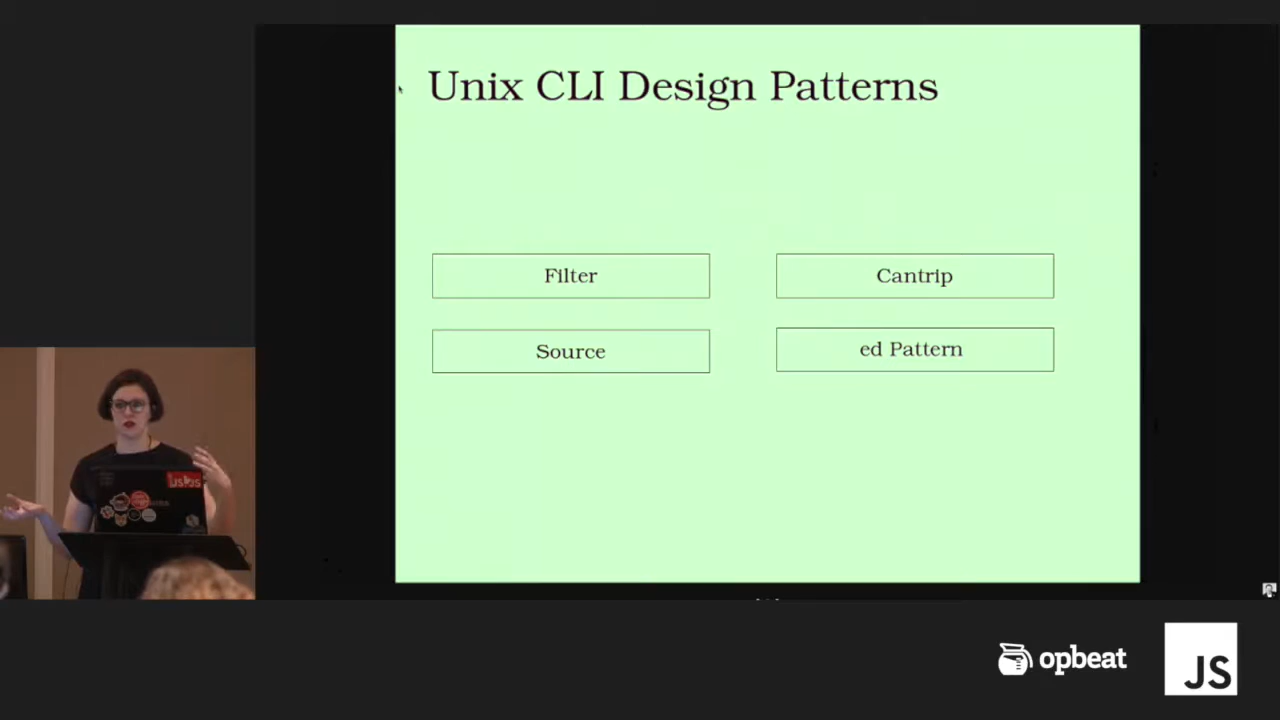 Unix CLI Design Patterns
Filter
Cantrip
Source
ed Pattern
opbeat
JS